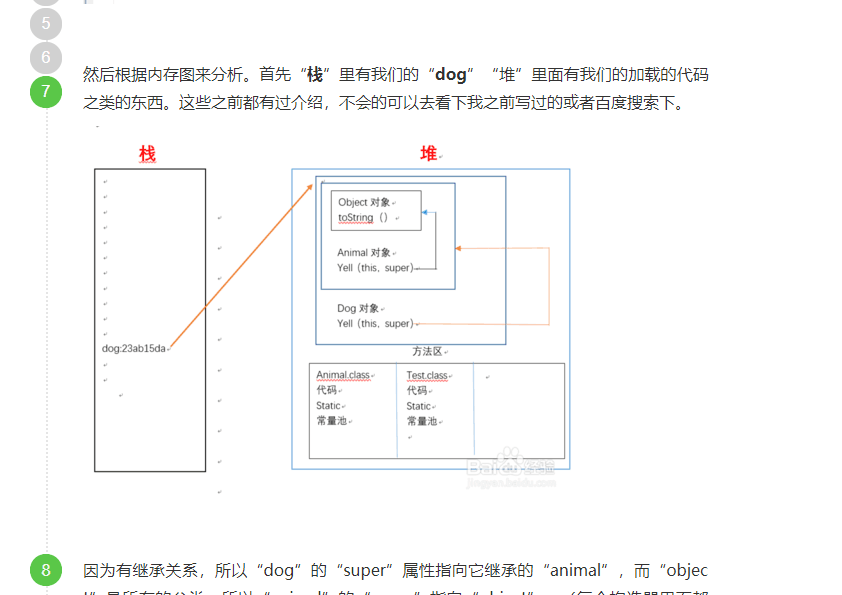 5
6
7
然后根据内存图来分析。首先“栈”里有我们的“dog”“堆”里面有我们的加载的代码
之类的东西。这些之前都有过介绍，不会的可以去看下我之前写过的或者百度搜索下。
栈
堆
Object 对象
toString（）
Animal 对象
Yell（this、super）
Dog 对象
Yell（this、super）
dog:23ab15da
方法区
Animal.class
代码
Static
常量池
Test.class
代码
Static
常量池
Baidu经验
jingyan.baidu.com
8
因为有继承关系，所以“dog”的“super”属性指向它继承的“animal”，而“objec